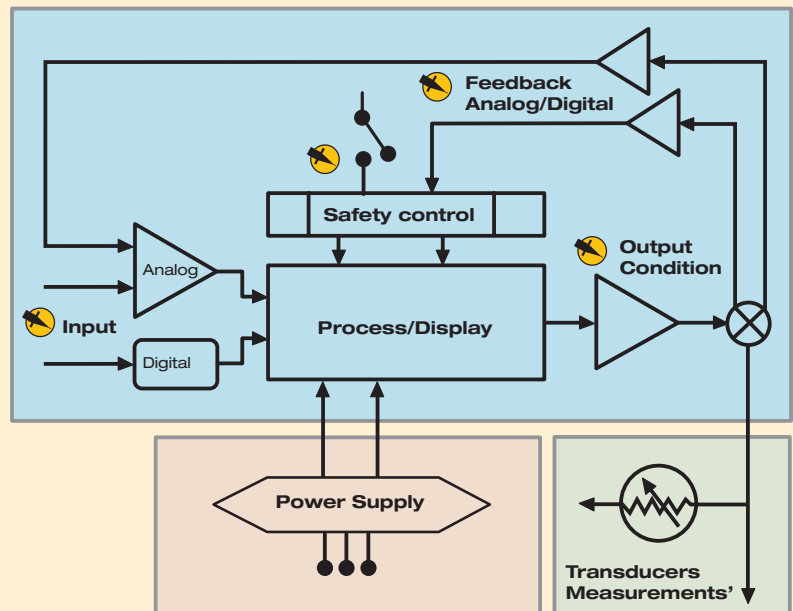 Feedback
Analog/Digital
Safety control
Output
Condition
Analog
Input
Process/Display
Digital
Power Supply
Transducers
Measurements'